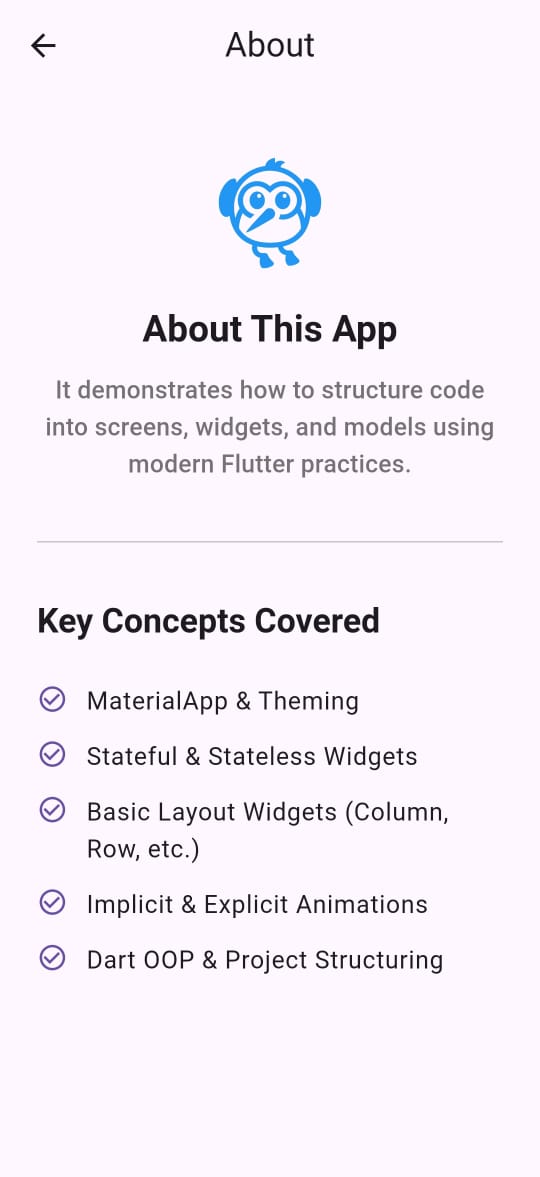 About
About This App
It demonstrates how to structure code
into screens, widgets, and models using
modern Flutter practices.
Key Concepts Covered
MaterialApp & Theming
Stateful & Stateless Widgets
Basic Layout Widgets (Column,
Row, etc.)
Implicit & Explicit Animations
Dart OOP & Project Structuring